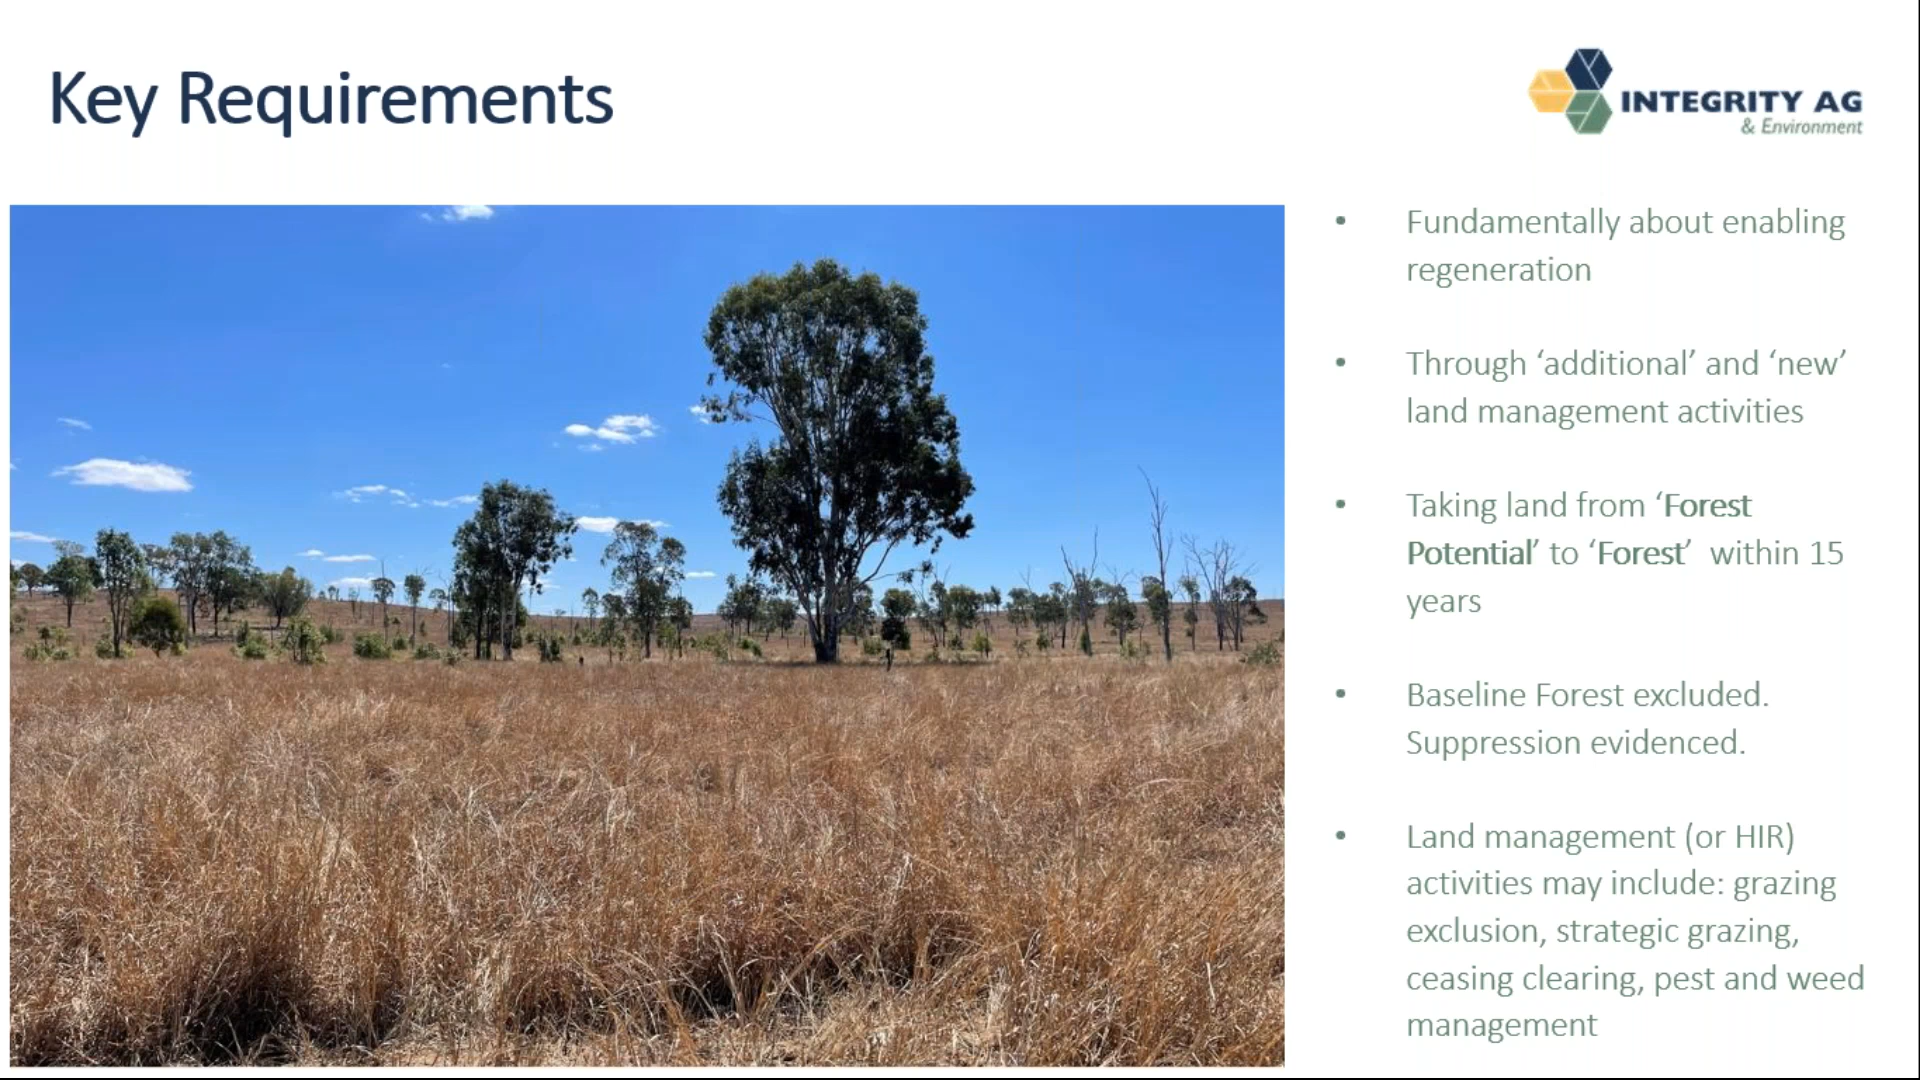 Key Requirements
INTEGRITY AG
& Environment
• Fundamentally about enabling
regeneration
• Through ‘additional’ and ‘new’
land management activities
• Taking land from ‘Forest
Potential’ to ‘Forest’ within 15
years
• Baseline Forest excluded.
Suppression evidenced.
• Land management (or HIR)
activities may include: grazing
exclusion, strategic grazing,
ceasing clearing, pest and weed
management